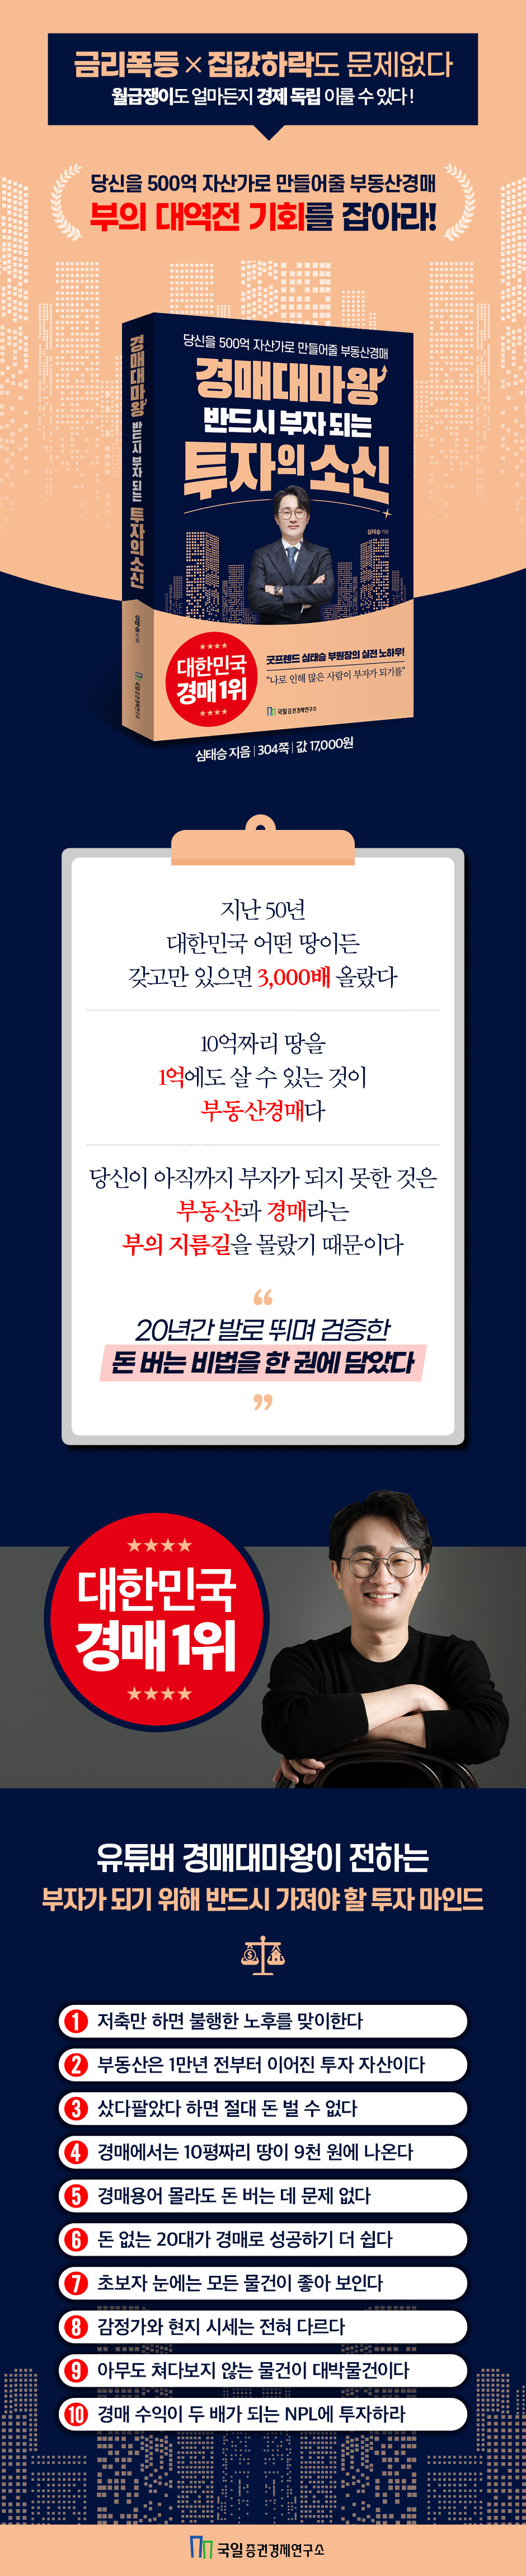 금리폭등×집값하락도 문제없다
월급쟁이도 얼마든지 경제 독립 이룰 수 있다!
당신을 500억 자산가로 만들어줄 부동산경매
부의 대역전 기회를 잡아라!
당신을 500억 자산가로 만들어줄 부동산경매
경매대마왕
반드시 부자 되는
투자의 소신
심태승 지음
경매대마왕 반드시 부자 되는 투자의 소신
심태승 지음
국일증권경제연구소
★★★★
대한민국
경매 1위
★★★★
굿프렌드 심태승 부원장의 실전 노하우!
“나로 인해 많은 사람이 부자가 되기를”
국일증권경제연구소
심태승 지음 | 304쪽 | 값 17,000원
지난 50년
대한민국 어떤 땅이든
갖고만 있으면 3,000배 올랐다
10억짜리 땅을
1억에도 살 수 있는 것이
부동산경매다
당신이 아직까지 부자가 되지 못한 것은
부동산과 경매라는
부의 지름길을 몰랐기 때문이다
“
20년간 발로 뛰며 검증한
돈 버는 비법을 한 권에 담았다
”
★★★★
대한민국
경매 1위
★★★★
유튜버 경매대마왕이 전하는
부자가 되기 위해 반드시 가져야 할 투자 마인드
1 저축만 하면 불행한 노후를 맞이한다
2 부동산은 1만년 전부터 이어진 투자 자산이다
3 샀다팔았다 하면 절대 돈 벌 수 없다
4 경매에서는 10평짜리 땅이 9천 원에 나온다
5 경매용어 몰라도 돈 버는 데 문제 없다
6 돈 없는 20대가 경매로 성공하기 더 쉽다
7 초보자 눈에는 모든 물건이 좋아 보인다
8 감정가와 현지 시세는 전혀 다르다
9 아무도 쳐다보지 않는 물건이 대박물건이다
10 경매 수익이 두 배가 되는 NPL에 투자하라
국일증권경제연구소